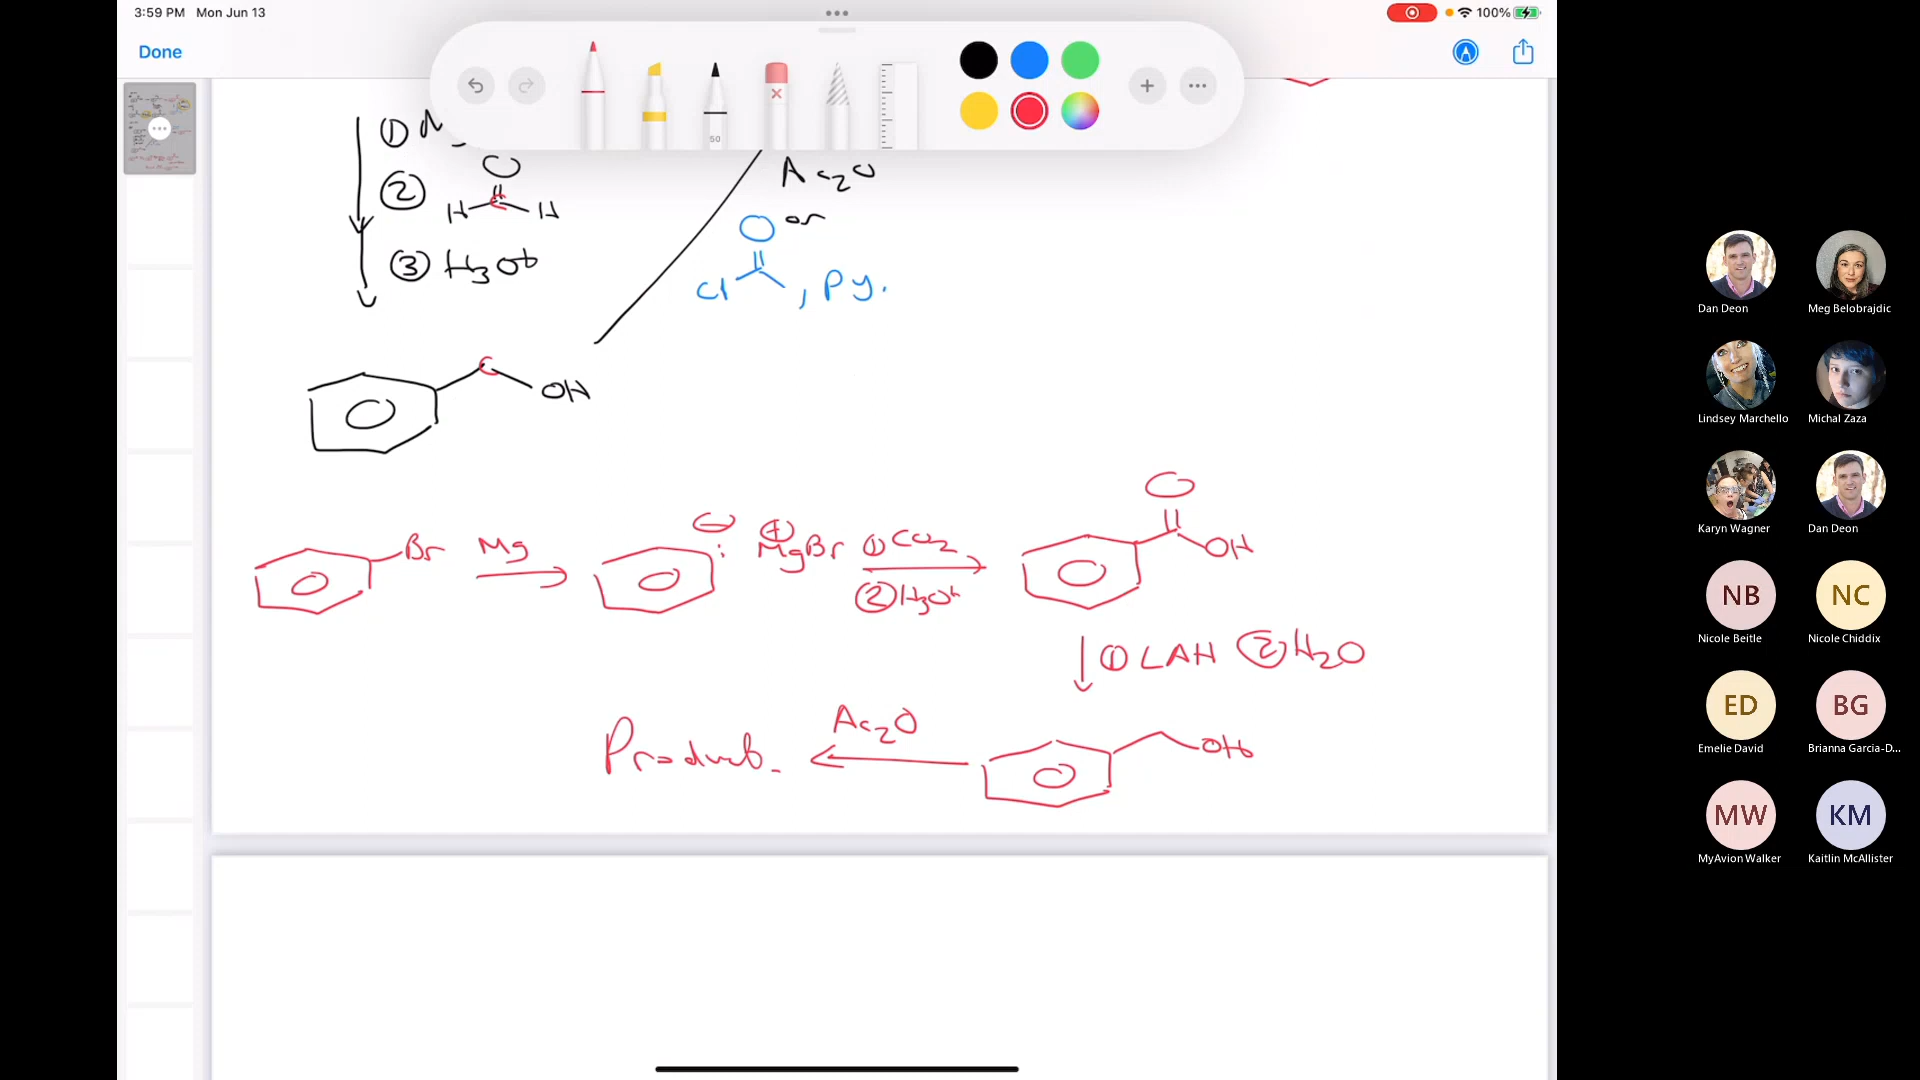 3:59 PM Mon Jun 13
100%
Done
50
①
Ac2O
②
O
H C H
or
O
③ H3O+
Cl , Py.
C
OH
O
Br Mg ⊖ : ⊕ MgBr ① CO2
② H3O+
OH
① LAH ② H2O
Ac2O
Product.
OH
Dan Deon
Meg Belobrajdic
Lindsey Marchello
Michal Zaza
Karyn Wagner
Dan Deon
NB
NC
Nicole Beitle
Nicole Chiddix
ED
BG
Emelie David
Brianna Garcia-D...
MW
KM
MyAvion Walker
Kaitlin McAllister